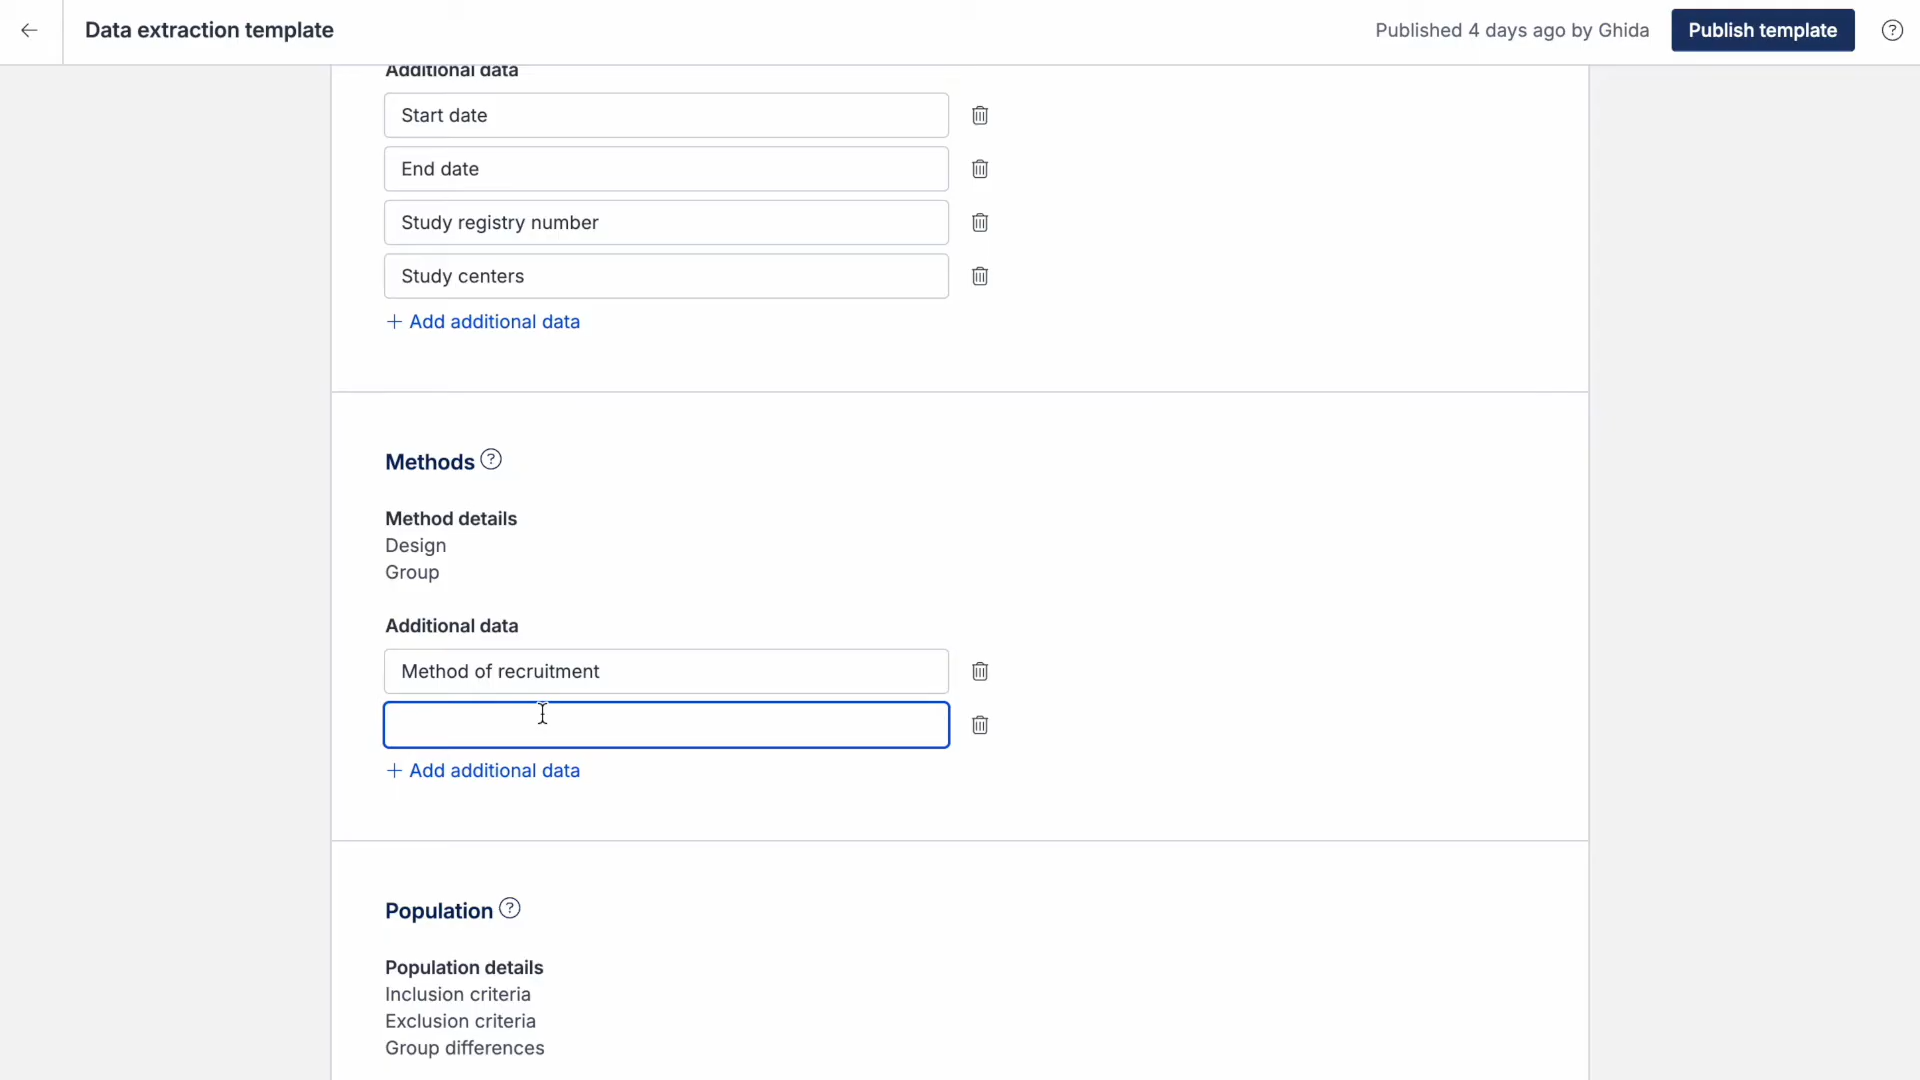 Data extraction template
Published 4 days ago by Ghida
Publish template
Additional data
Start date
End date
Study registry number
Study centers
+ Add additional data
Methods ?
Method details
Design
Group
Additional data
Method of recruitment
+ Add additional data
Population ?
Population details
Inclusion criteria
Exclusion criteria
Group differences